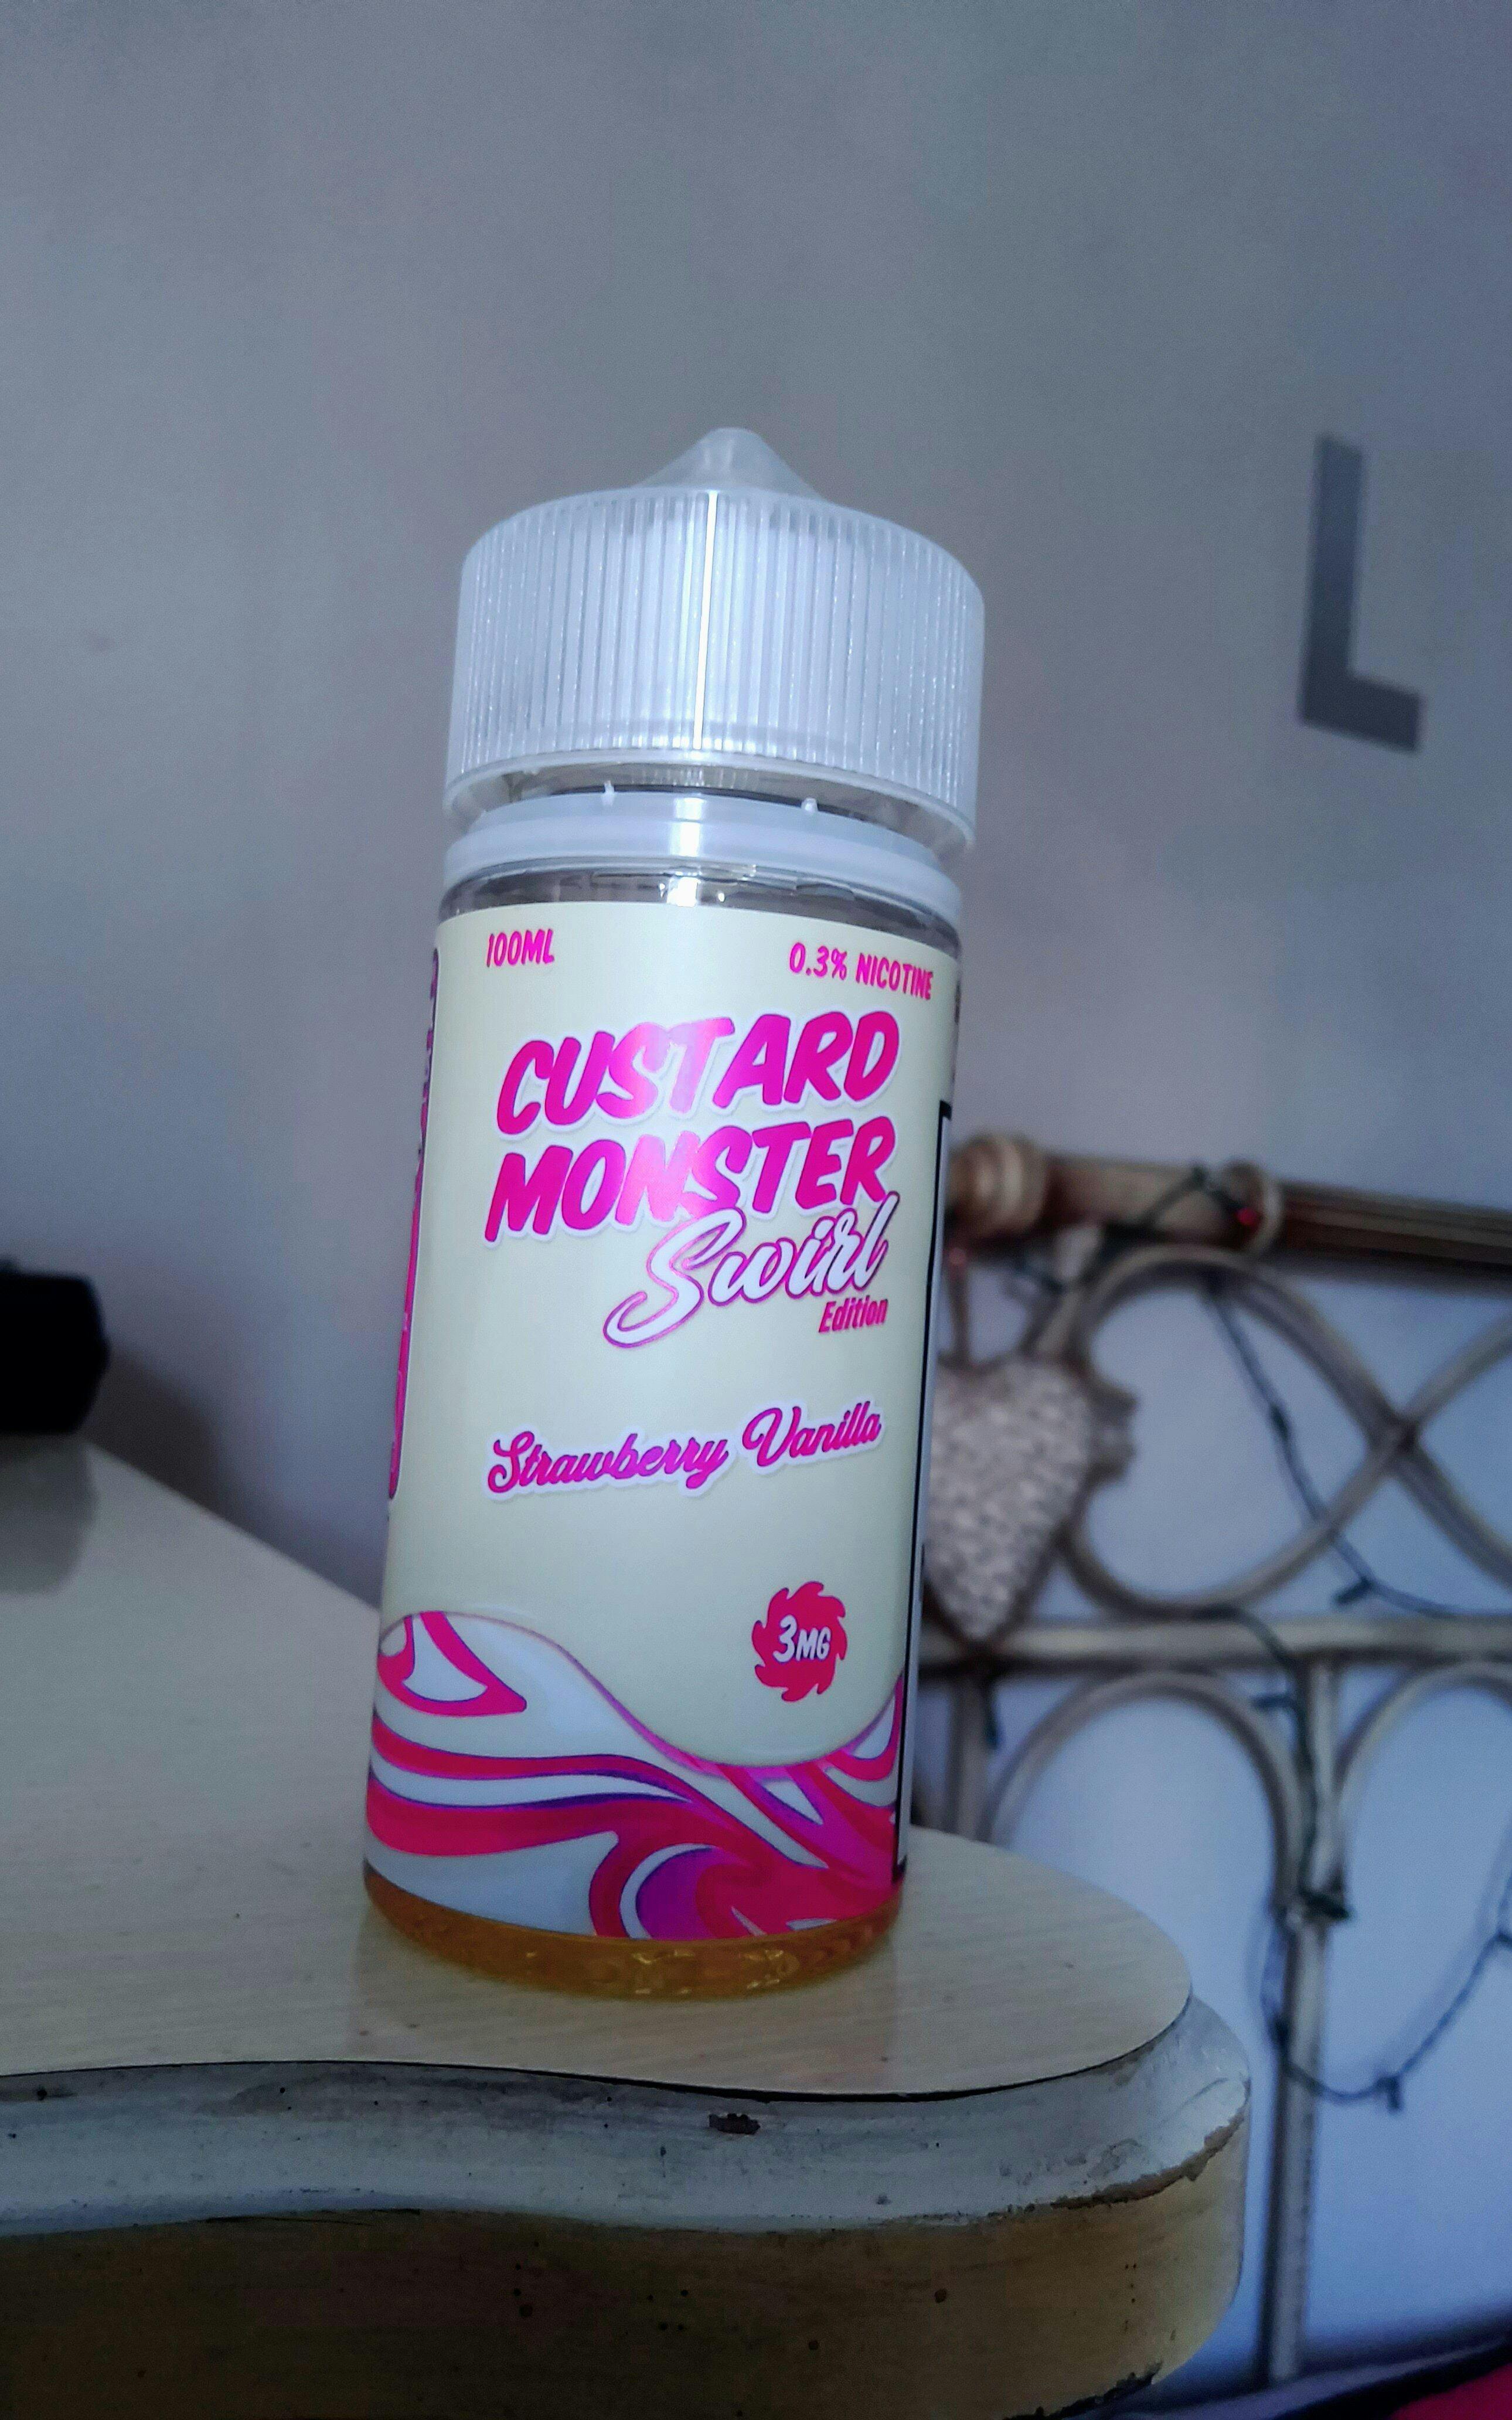 L
100ML
0.3% NICOTINE
CUSTARD
MONSTER
Swirl
Edition
Strawberry Vanilla
3MG